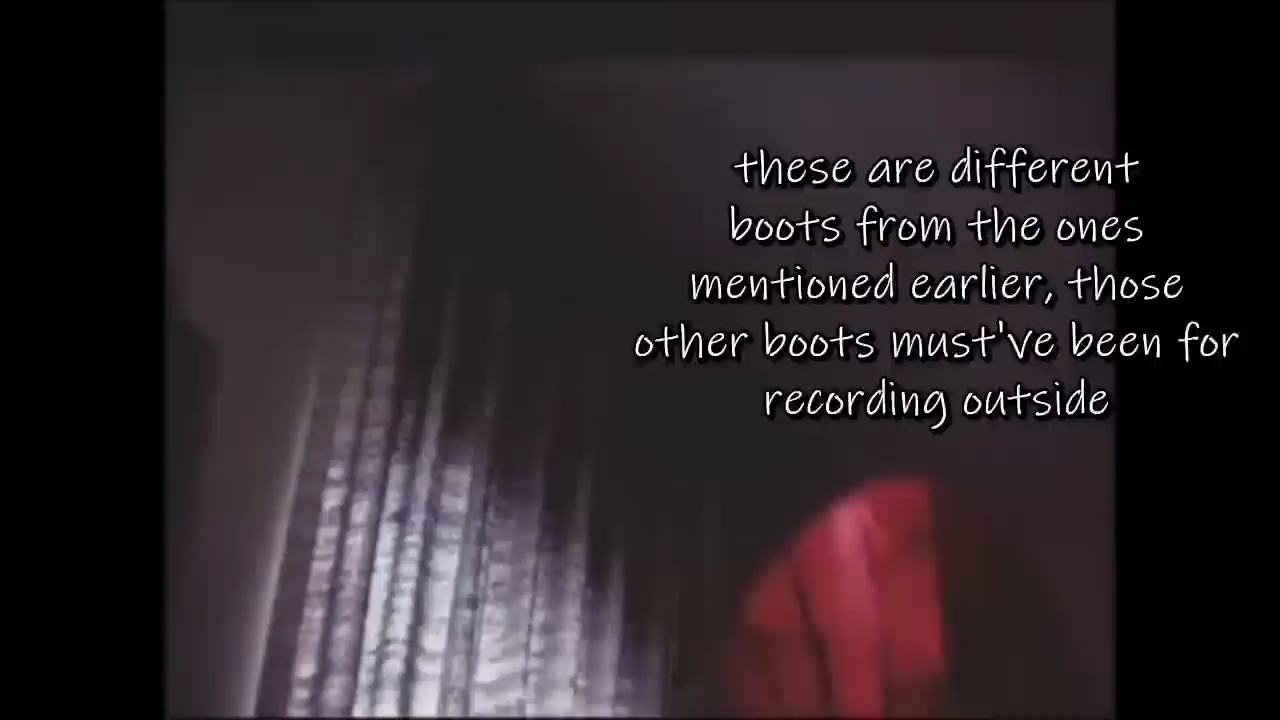 these are different
boots from the ones
mentioned earlier, those
other boots must've been for
recording outside